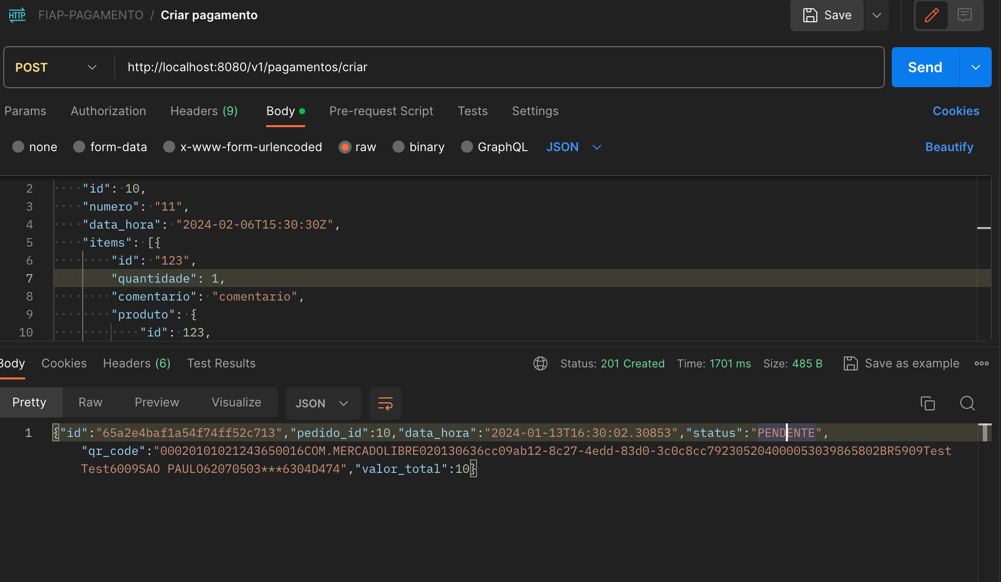 HTTP FIAP-PAGAMENTO / Criar pagamento Save
POST http://localhost:8080/v1/pagamentos/criar Send
Params Authorization Headers (9) Body Pre-request Script Tests Settings Cookies
none form-data x-www-form-urlencoded raw binary GraphQL JSON Beautify
2 "id": 10,
3 "numero": "11",
4 "data_hora": "2024-02-06T15:30:30Z",
5 "items": [{
6 "id": "123",
7 "quantidade": 1,
8 "comentario": "comentario",
9 "produto": {
10 "id": 123,
Body Cookies Headers (6) Test Results Status: 201 Created Time: 1701 ms Size: 485 B Save as example
Pretty Raw Preview Visualize JSON
1 {"id":"65a2e4baf1a54f74ff52c713","pedido_id":10,"data_hora":"2024-01-13T16:30:02.30853","status":"PENDENTE",
"qr_code":"00020101021243650016COM.MERCADOLIBRE020130636cc09ab12-8c27-4edd-83d0-3c0c8cc79230520400005303986​5802BR5909Test
Test6009SAO PAULO62070503***6304D474","valor_total":10}